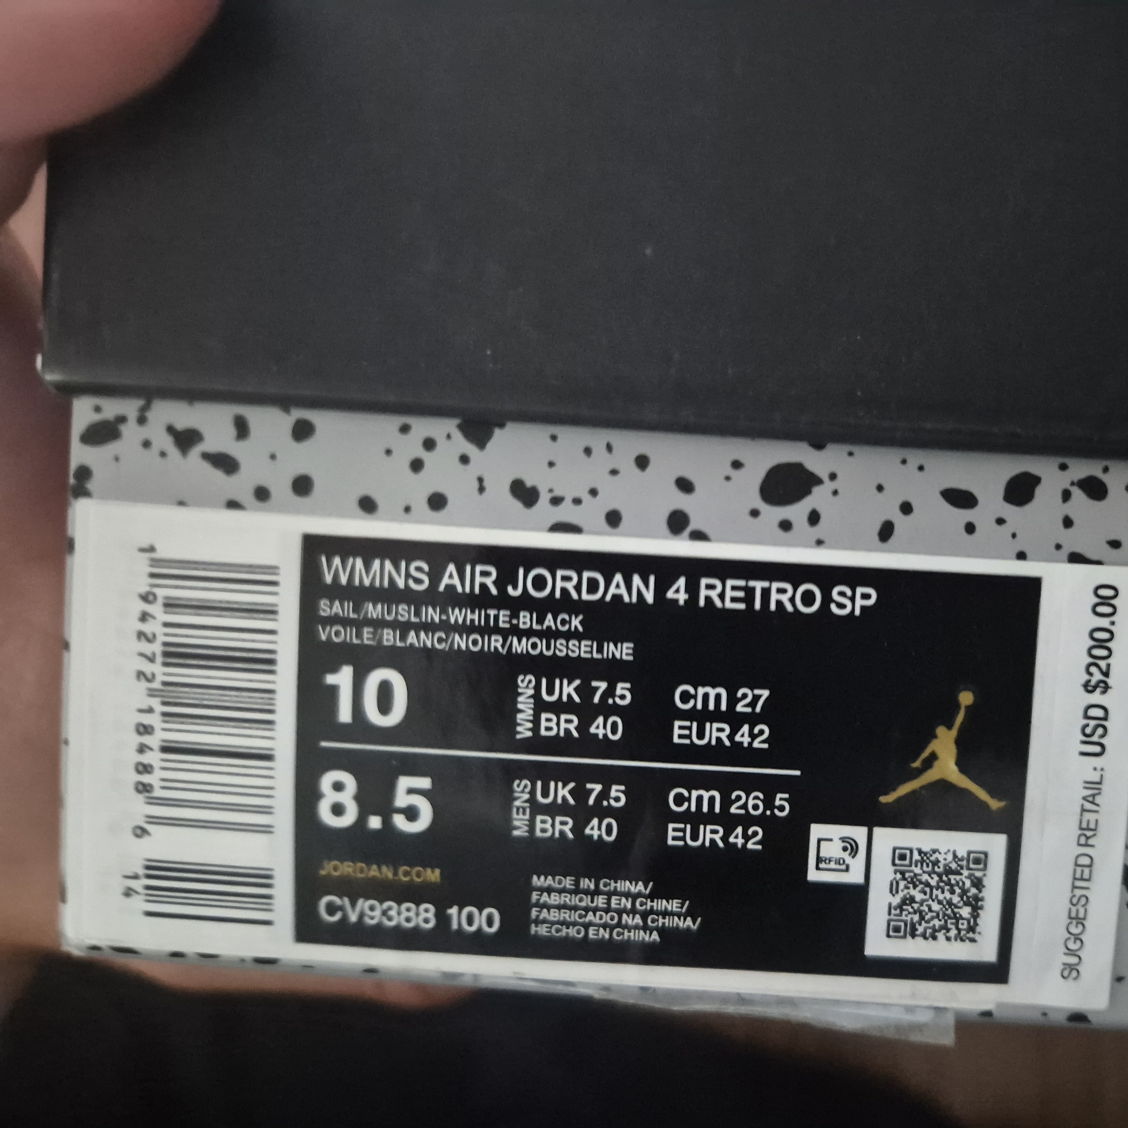 WMNS AIR JORDAN 4 RETRO SP
SAIL/MUSLIN-WHITE-BLACK
VOILE/BLANC/NOIR/MOUSSELINE
10
WMNS
UK 7.5
cm 27
BR 40
EUR 42
8.5
MENS
UK 7.5
cm 26.5
BR 40
EUR 42
JORDAN.COM
CV9388 100
MADE IN CHINA/
FABRIQUE EN CHINE/
FABRICADO NA CHINA/
HECHO EN CHINA
RFID
SUGGESTED RETAIL: USD $200.00
1 94272 18488 6 14